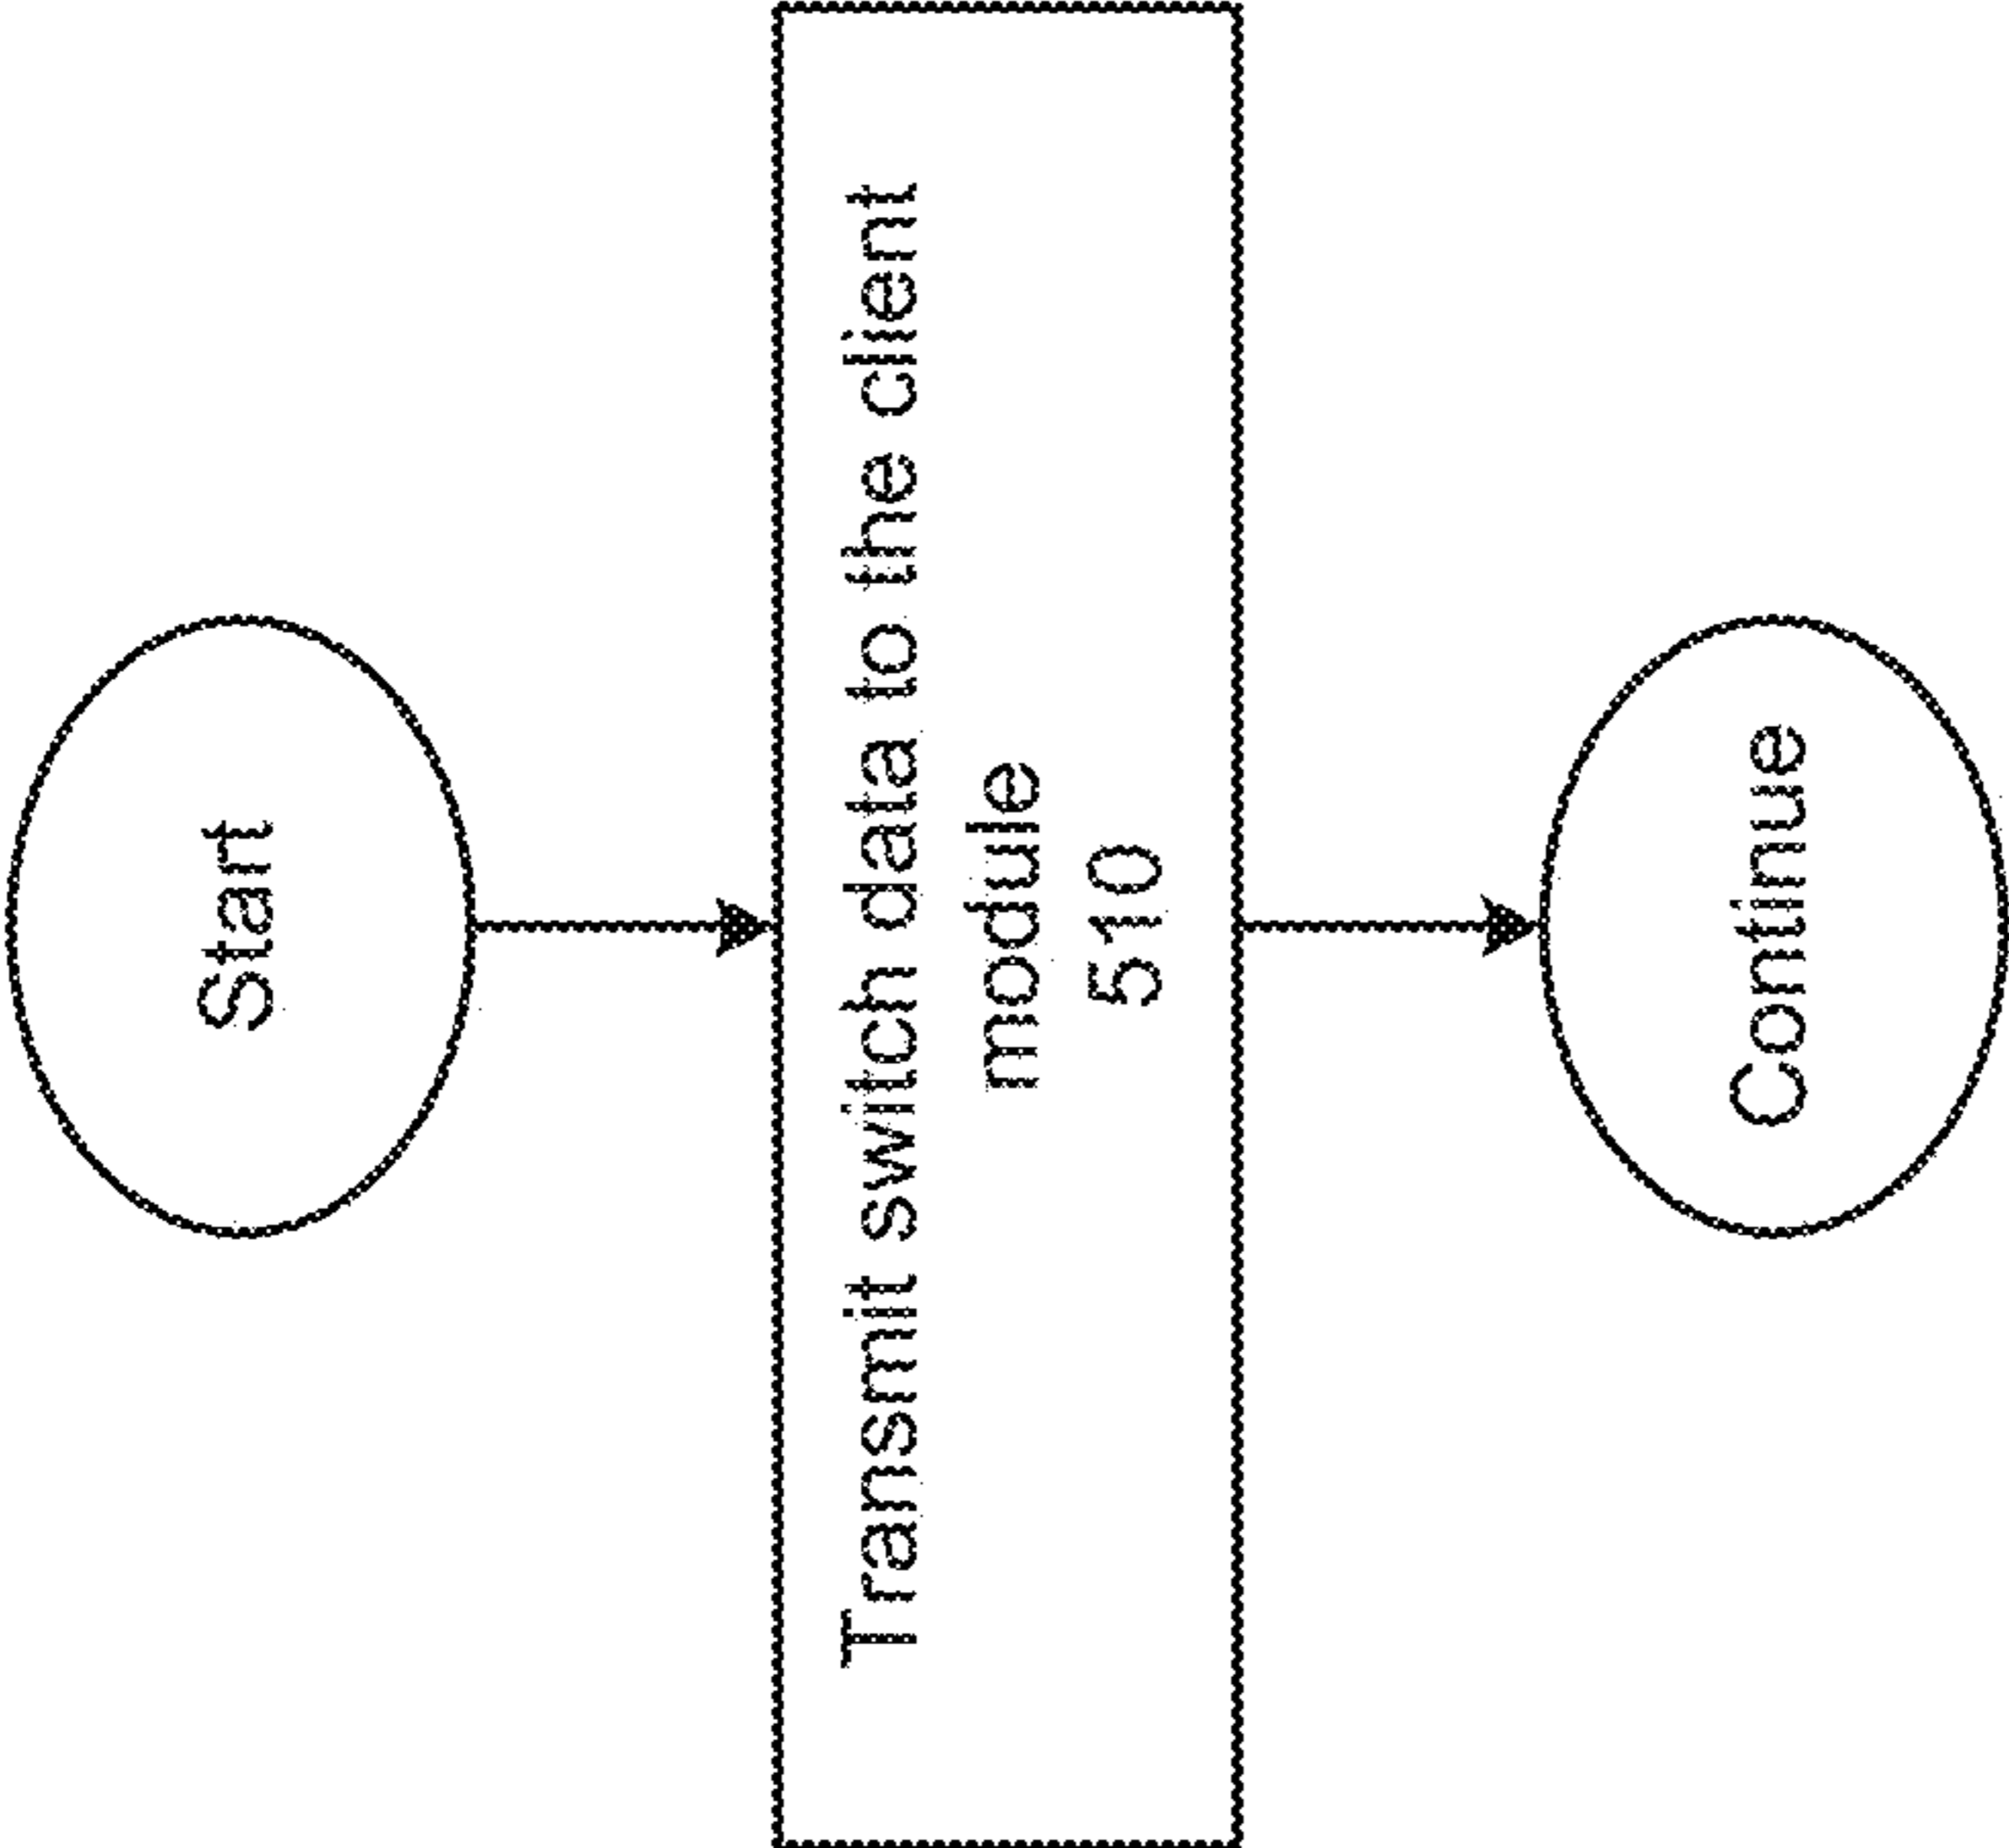 Start
Transmit switch data to the client
module
510
Continue